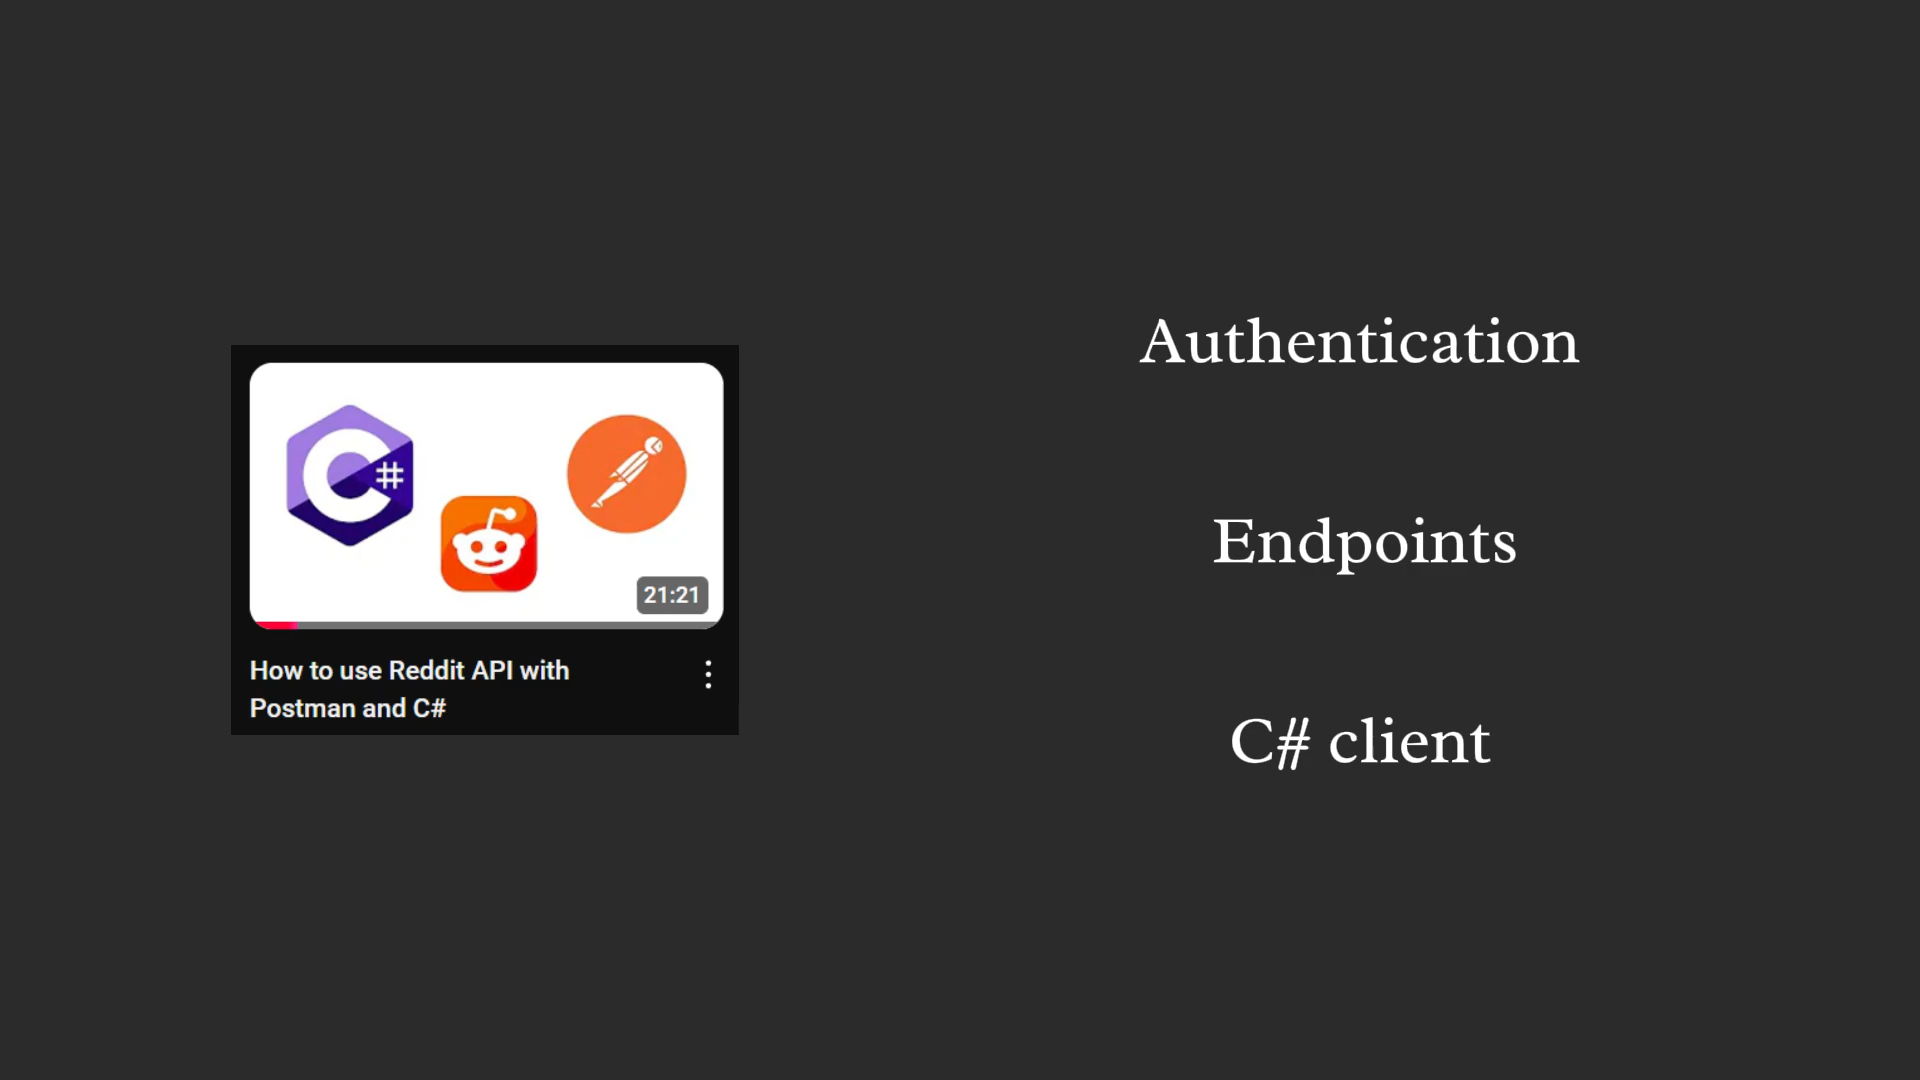 21:21
How to use Reddit API with
Postman and C#
Authentication
Endpoints
C# client